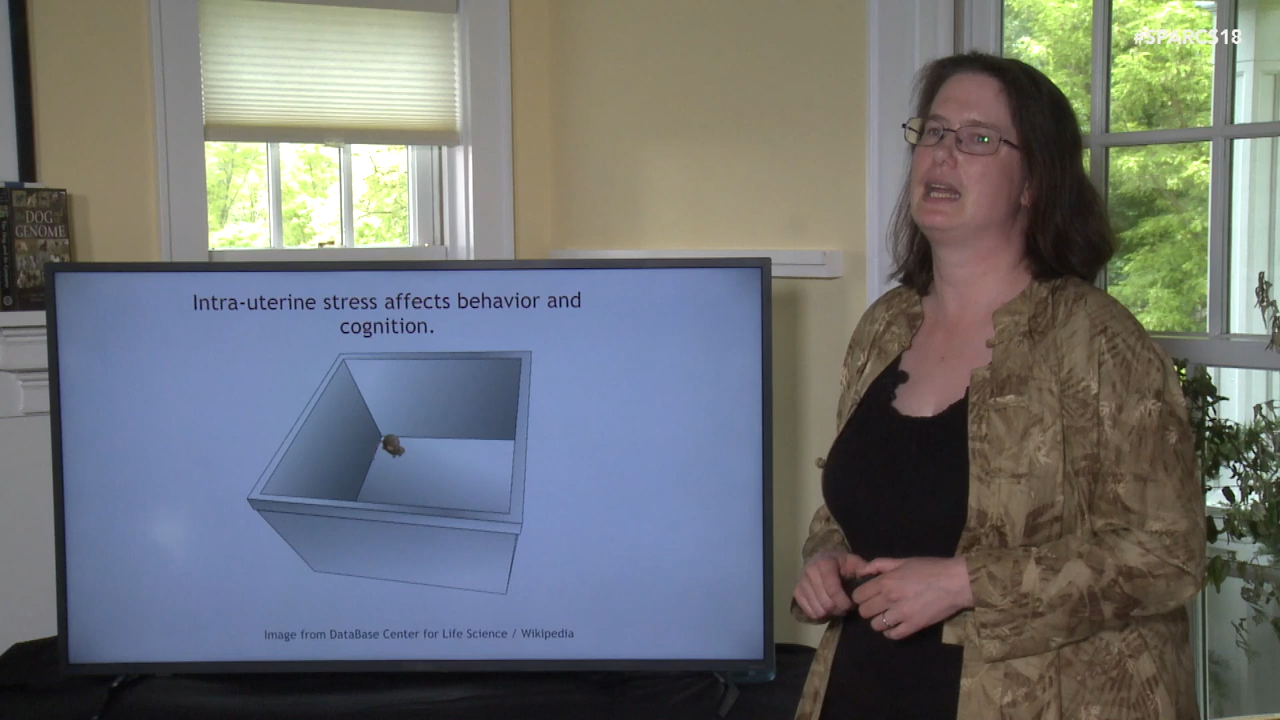 #SPARCS18
DOG
GENOME
Intra-uterine stress affects behavior and
cognition.
Image from DataBase Center for Life Science / Wikipedia